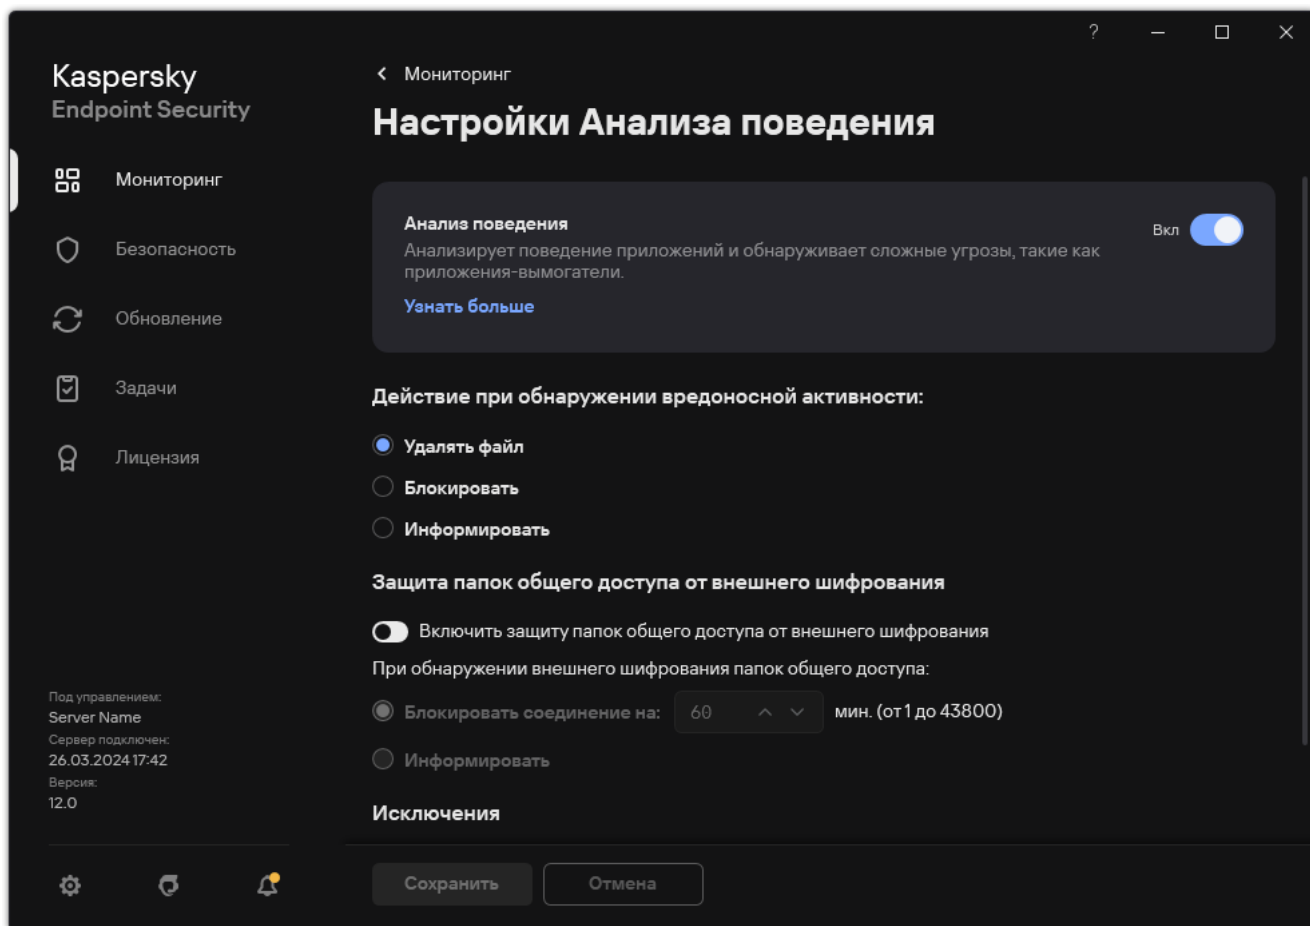 ?
Kaspersky
Endpoint Security
Мониторинг
Безопасность
Обновление
Задачи
Лицензия
Под управлением:
Server Name
Сервер подключен:
26.03.2024 17:42
Версия:
12.0
Мониторинг
Настройки Анализа поведения
Анализ поведения
Вкл
Анализирует поведение приложений и обнаруживает сложные угрозы, такие как
приложения-вымогатели.
Узнать больше
Действие при обнаружении вредоносной активности:
Удалять файл
Блокировать
Информировать
Защита папок общего доступа от внешнего шифрования
Включить защиту папок общего доступа от внешнего шифрования
При обнаружении внешнего шифрования папок общего доступа:
Блокировать соединение на: 60 мин. (от 1 до 43800)
Информировать
Исключения
Сохранить Отмена